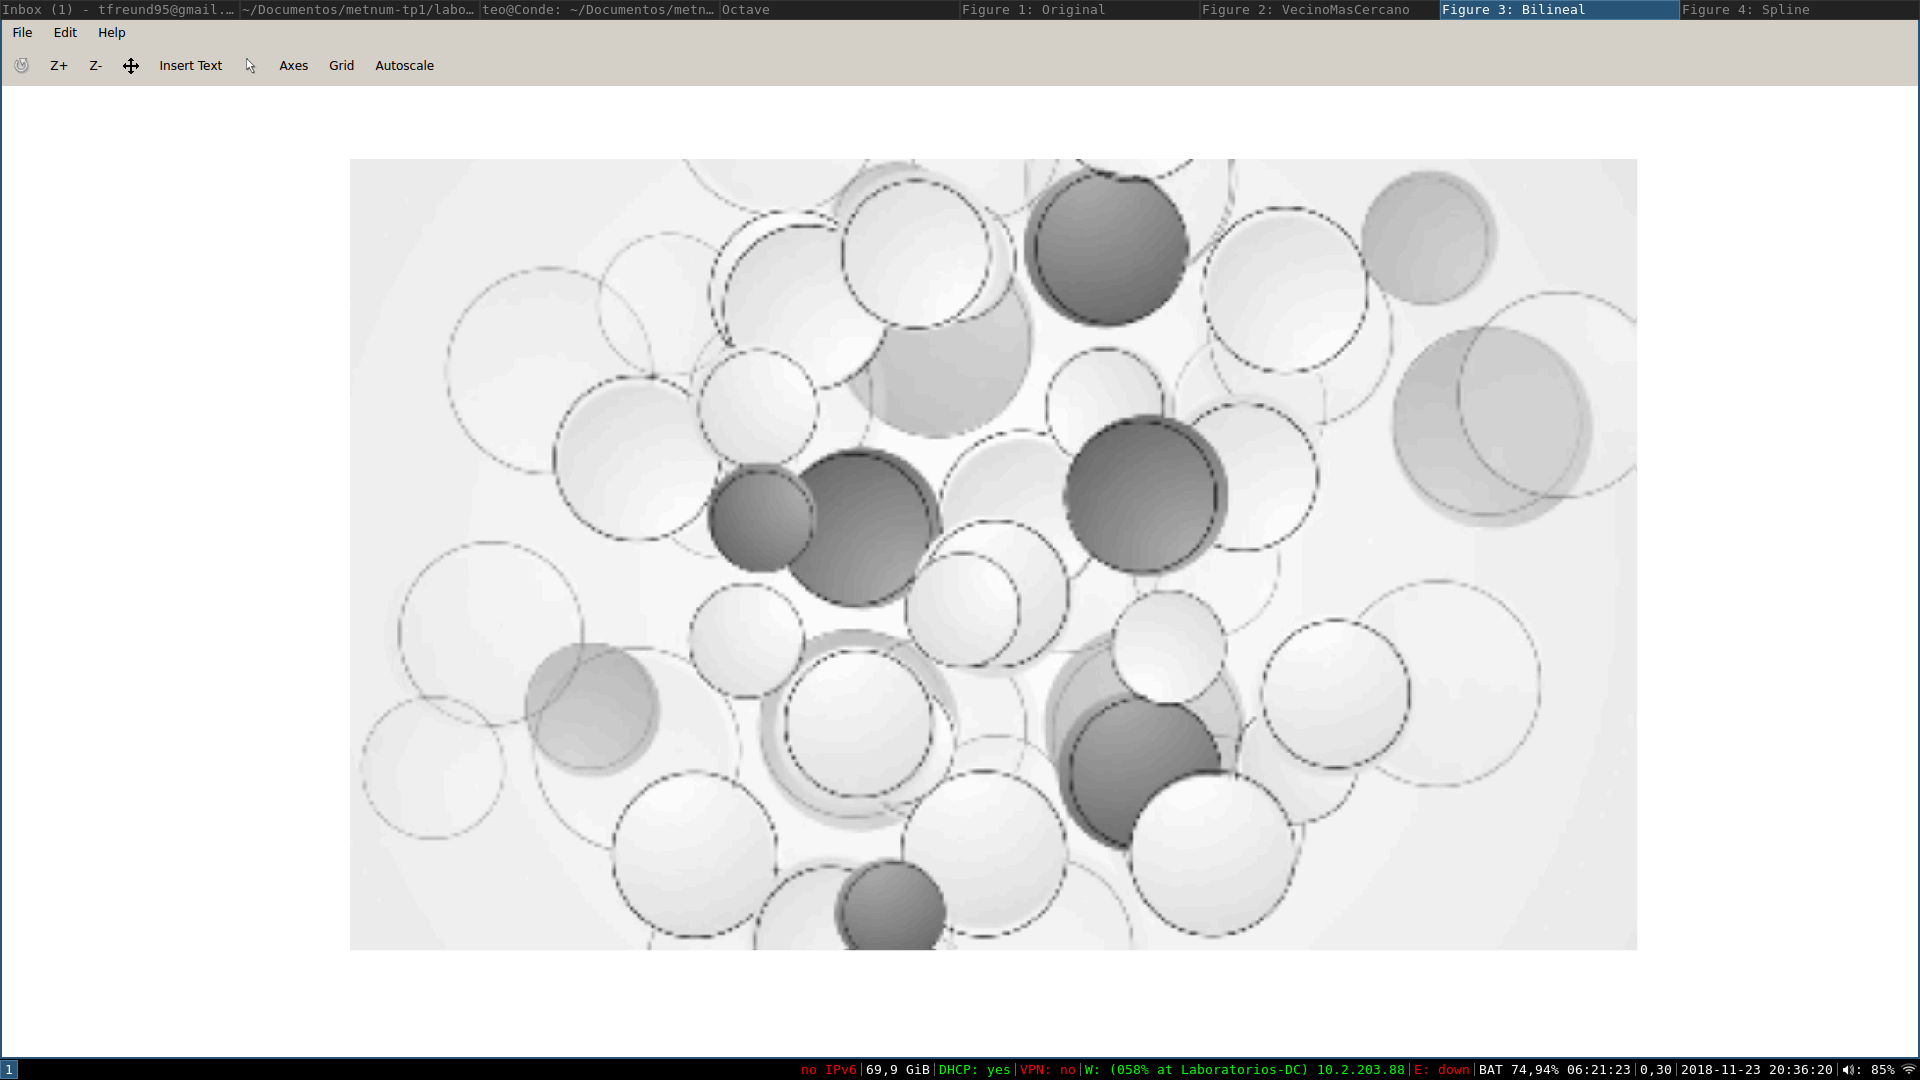 Inbox (1) - tfreund95@gmail.… ~/Documentos/metnum-tp1/labo… teo@Conde: ~/Documentos/metn… Octave Figure 1: Original Figure 2: VecinoMasCercano Figure 3: Bilineal Figure 4: Spline
File Edit Help
Z+ Z- Insert Text Axes Grid Autoscale
1 no IPv6|69,9 GiB|DHCP: yes|VPN: no|W: (058% at Laboratorios-DC) 10.2.203.88|E: down|BAT 74,94% 06:21:23|0,30|2018-11-23 20:36:20|: 85%